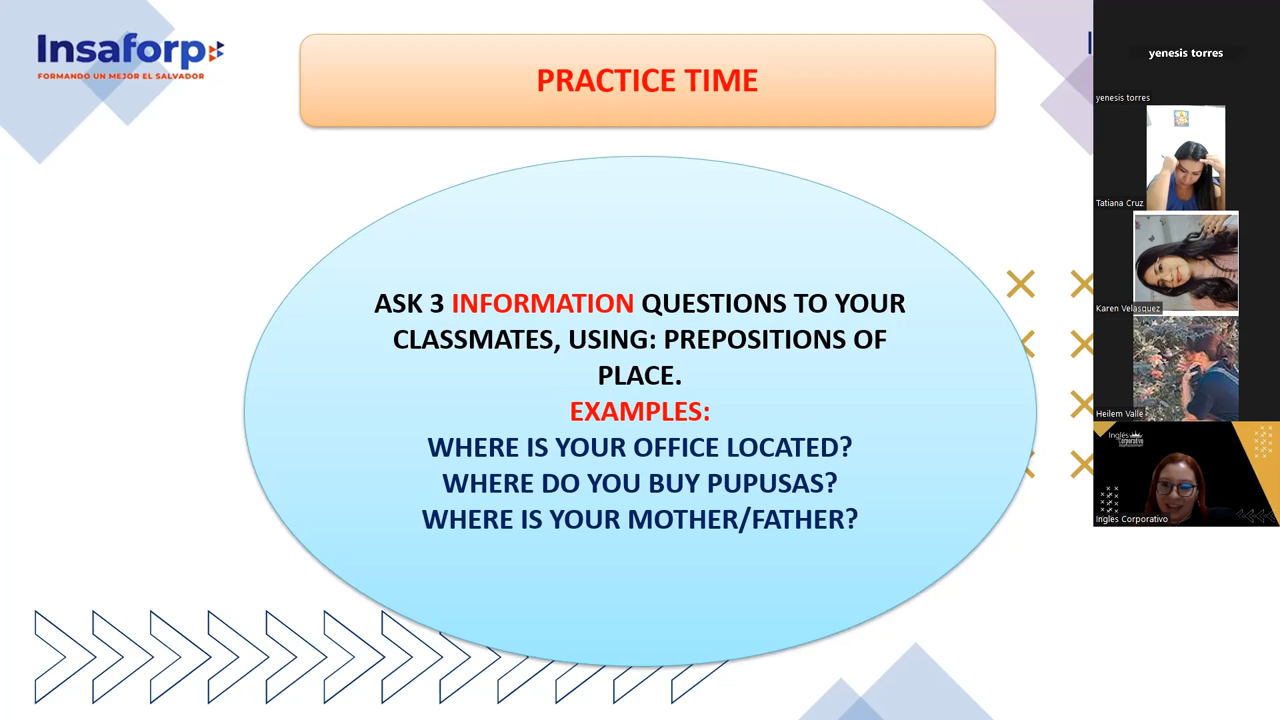 Insaforp
FORMANDO UN MEJOR EL SALVADOR
PRACTICE TIME
ASK 3 INFORMATION QUESTIONS TO YOUR
CLASSMATES, USING: PREPOSITIONS OF
PLACE.
EXAMPLES:
WHERE IS YOUR OFFICE LOCATED?
WHERE DO YOU BUY PUPUSAS?
WHERE IS YOUR MOTHER/FATHER?
yenesis torres
yenesis torres
Tatiana Cruz
Karen Velasquez
Heilem Valle
Inglés
Corporativo
Ingles Corporativo